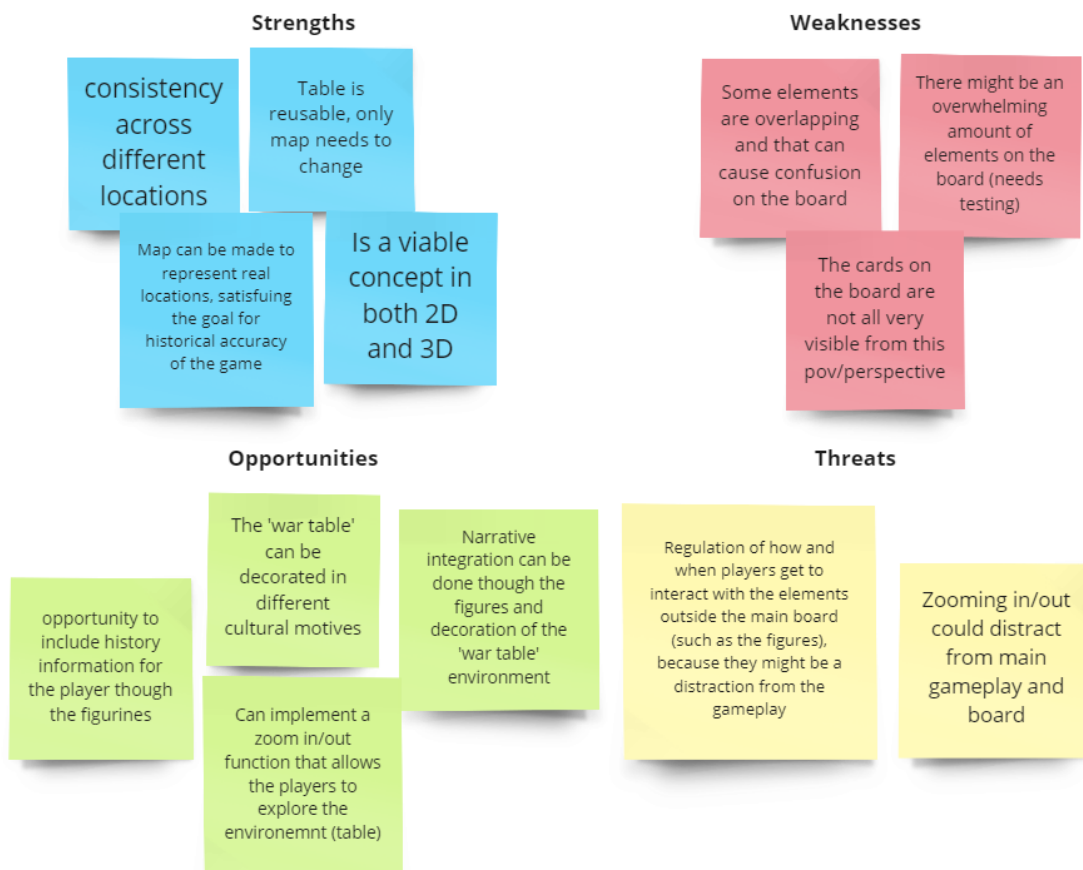 Strengths
consistency
across
different
locations
Table is
reusable, only
map needs to
change
Map can be made to
represent real
locations, satisfuing
the goal for
historical accuracy
of the game
Is a viable
concept in
both 2D
and 3D
Weaknesses
Some elements
are overlapping
and that can
cause confusion
on the board
There might be an
overwhelming
amount of
elements on the
board (needs
testing)
The cards on
the board are
not all very
visible from this
pov/perspective
Opportunities
opportunity to
include history
information for
the player though
the figurines
The 'war table'
can be
decorated in
different
cultural motives
Narrative
integration can be
done though the
figures and
decoration of the
'war table'
environment
Can implement a
zoom in/out
function that allows
the players to
explore the
environemnt (table)
Threats
Regulation of how and
when players get to
interact with the elements
outside the main board
(such as the figures),
because they might be a
distraction from the
gameplay
Zooming in/out
could distract
from main
gameplay and
board